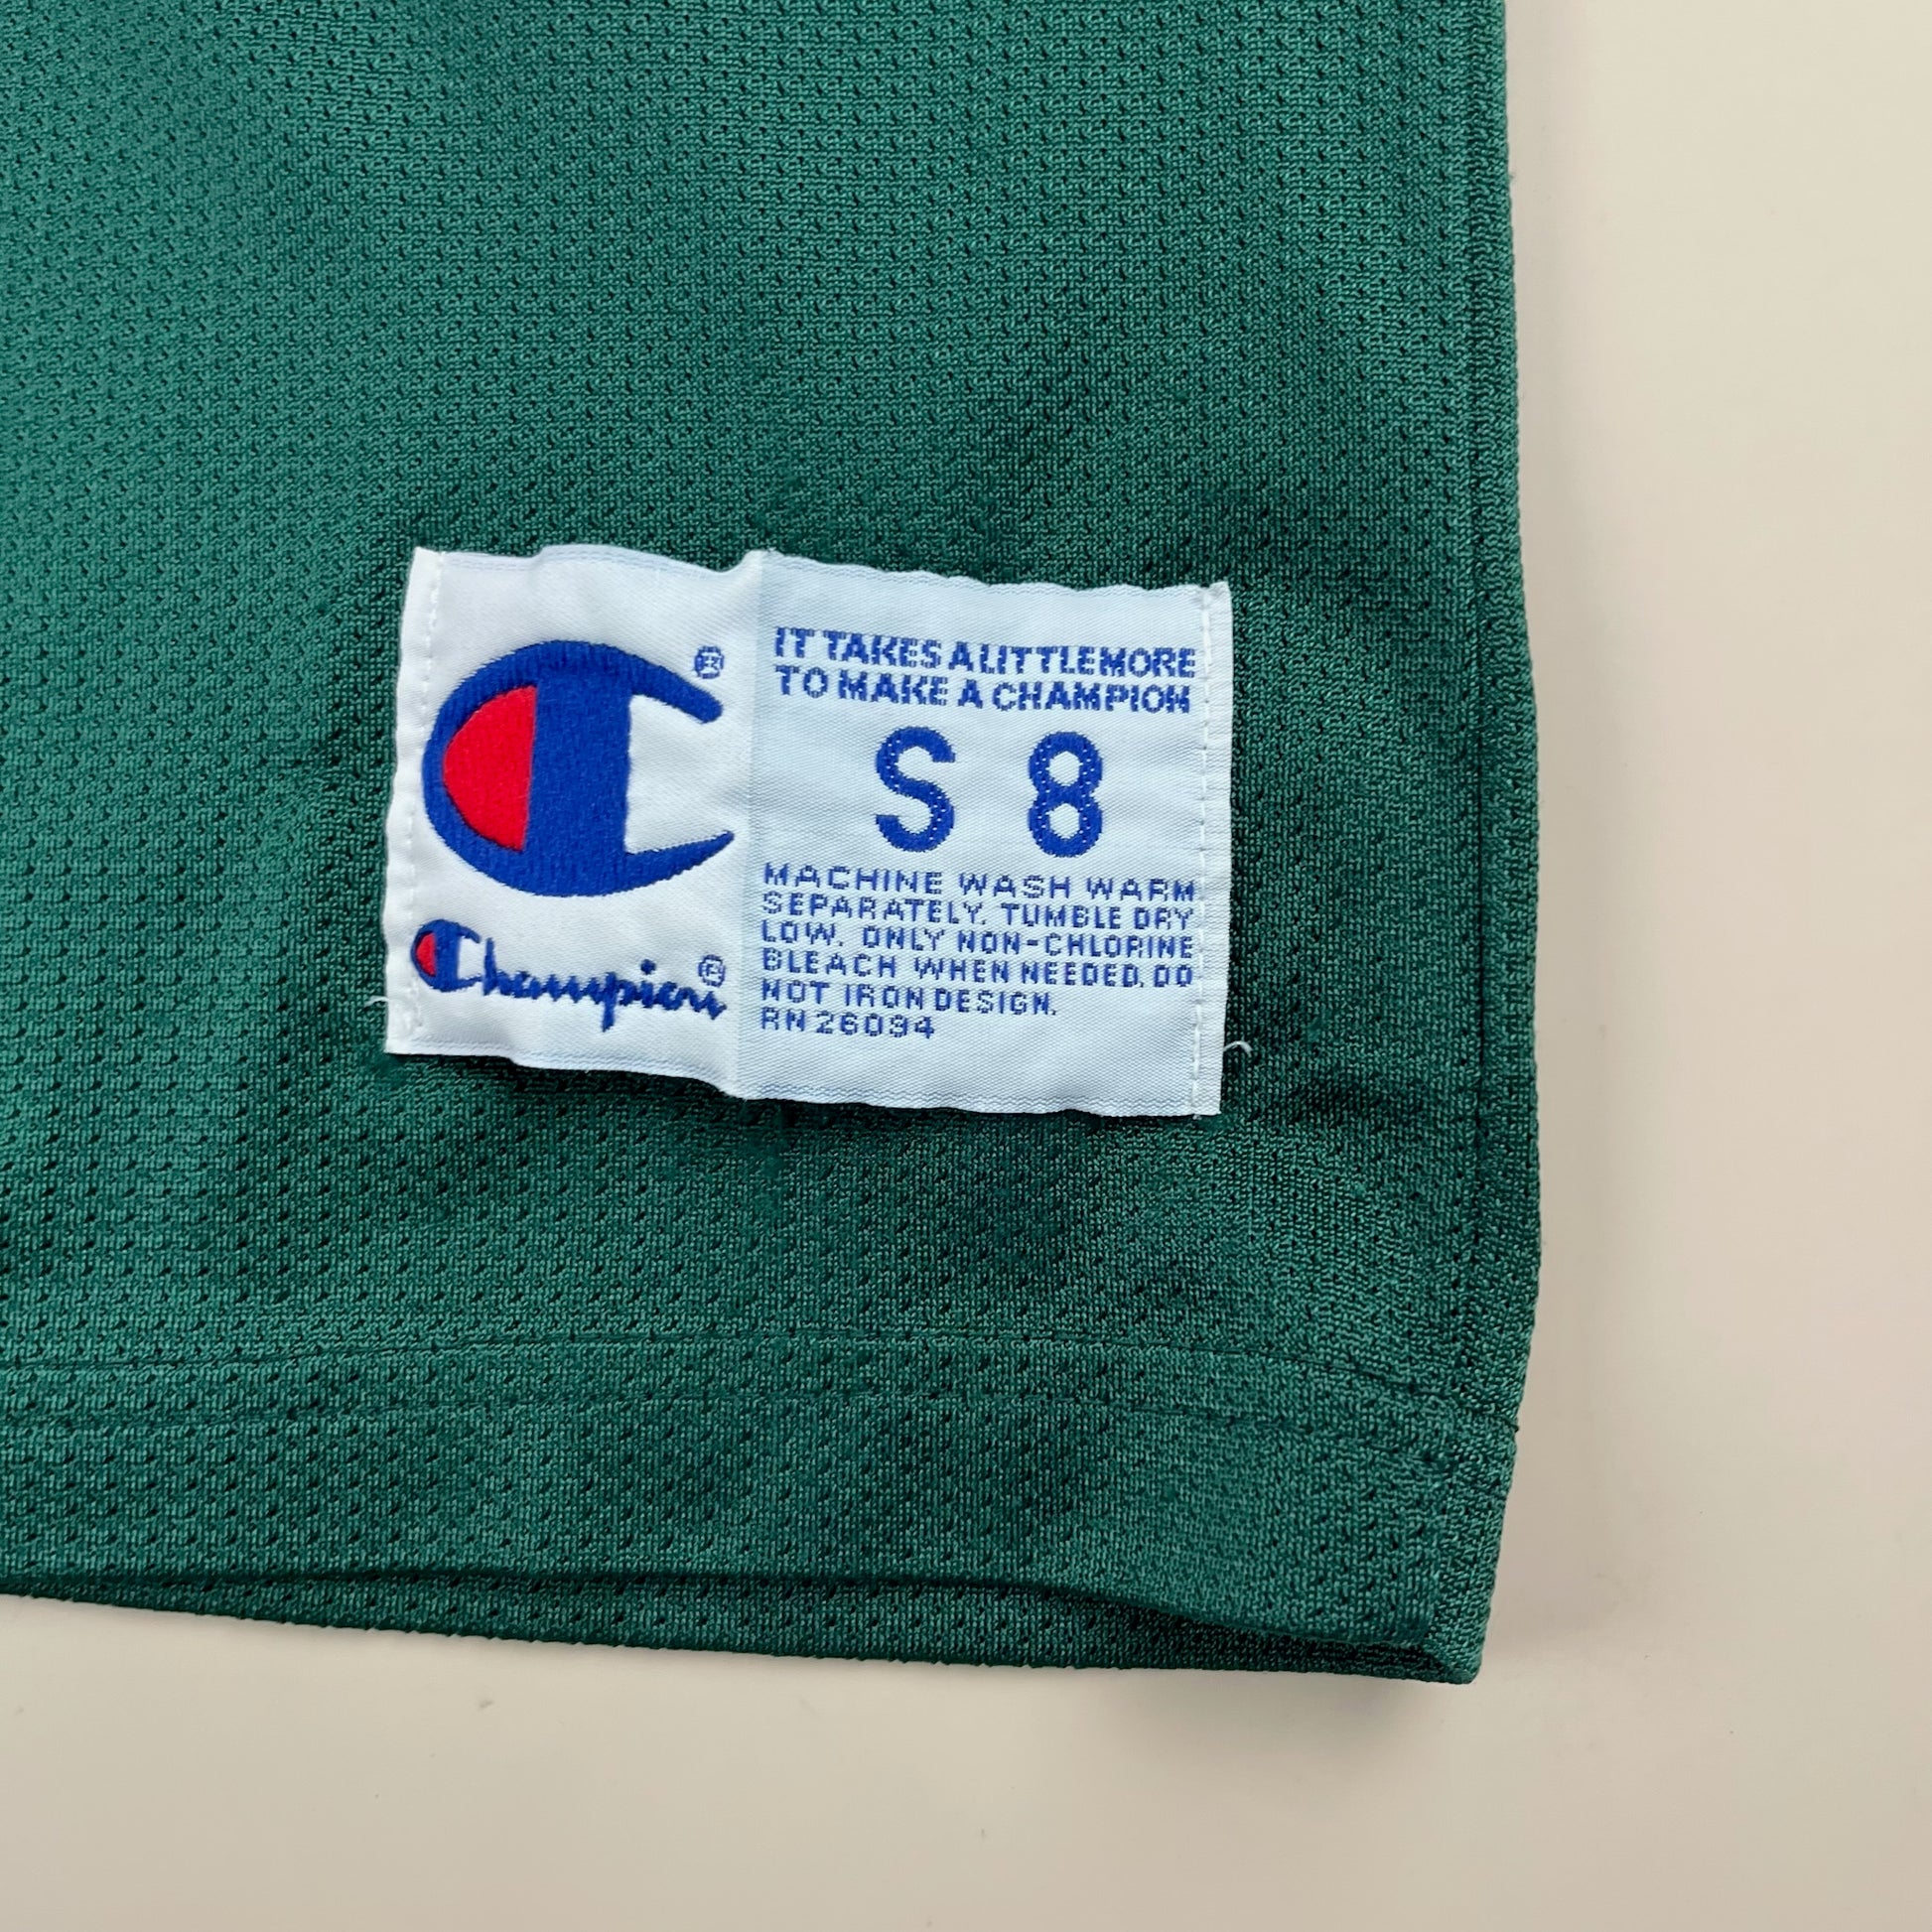 Champion
IT TAKES A LITTLE MORE
TO MAKE A CHAMPION
S 8
MACHINE WASH WARM
SEPARATELY. TUMBLE DRY
LOW. ONLY NON-CHLORINE
BLEACH WHEN NEEDED. DO
NOT IRON DESIGN.
RN 26094